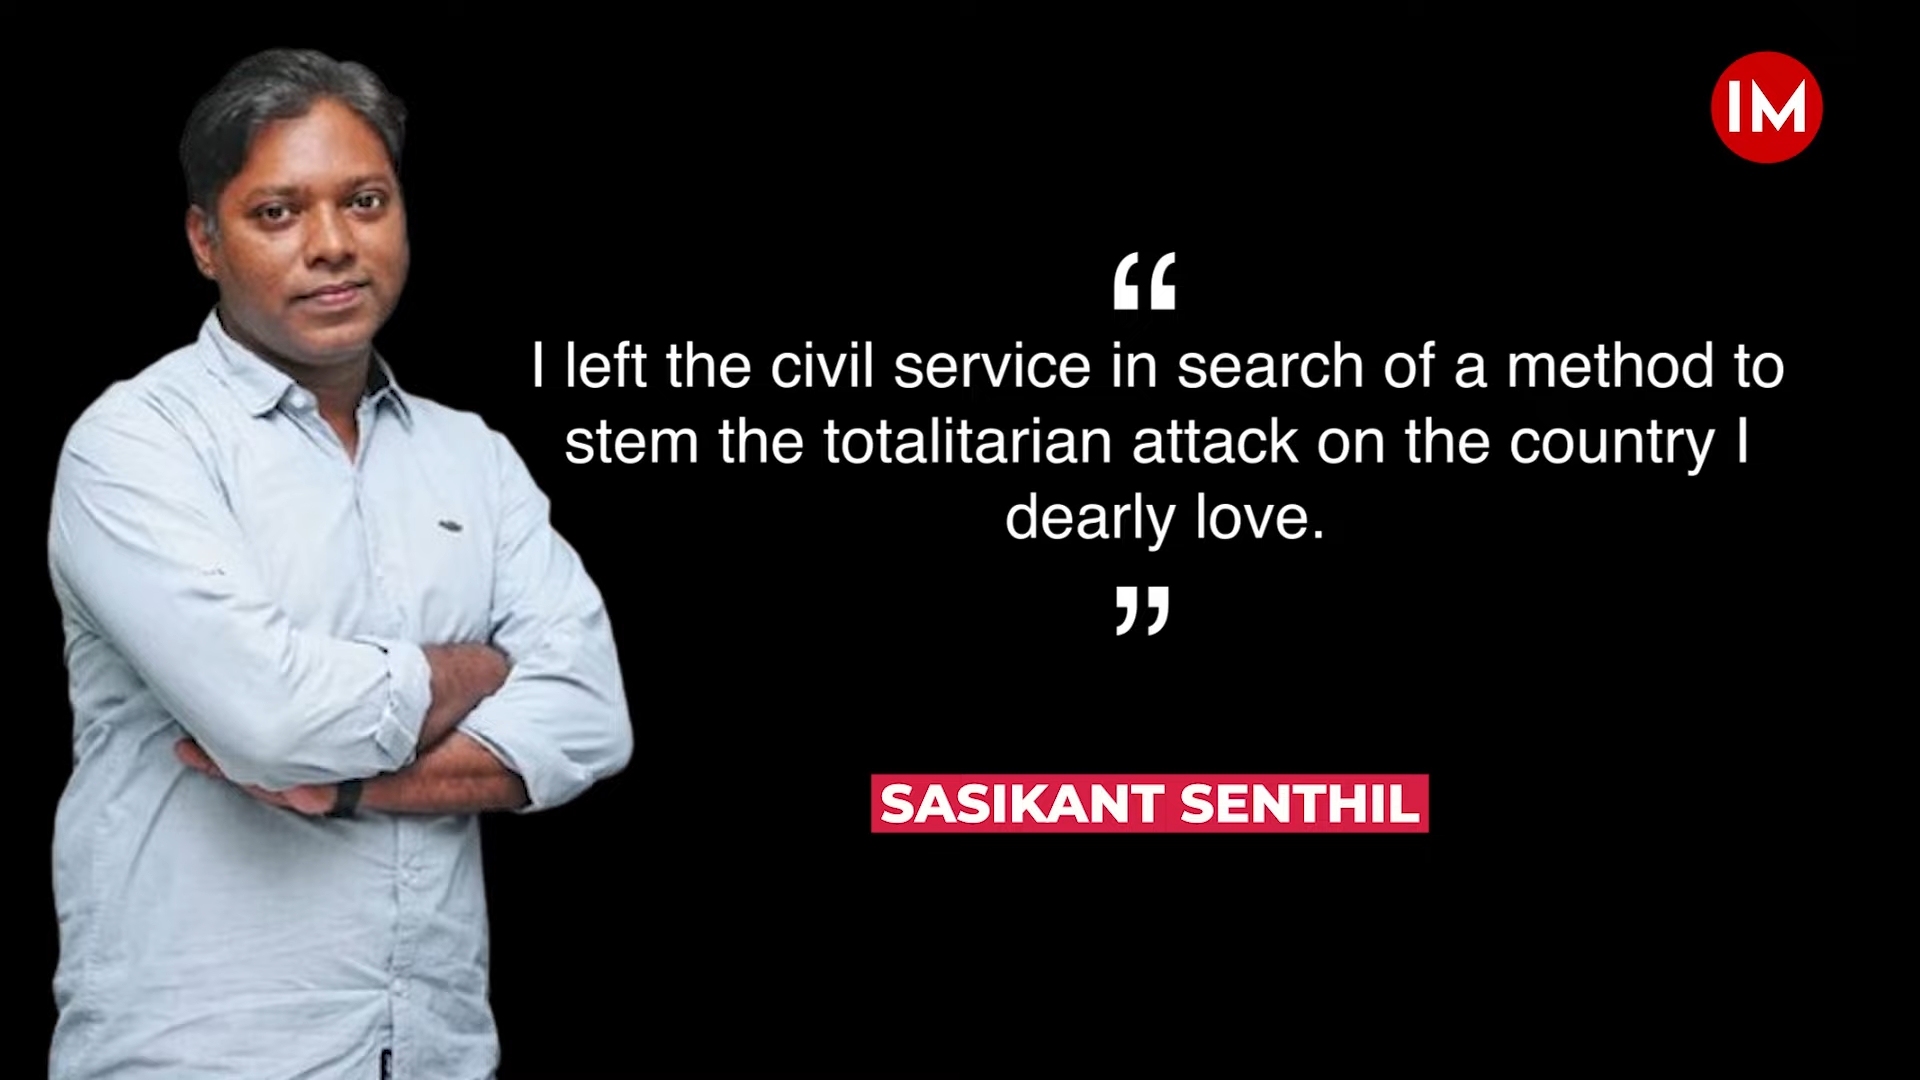 IM
“
I left the civil service in search of a method to
stem the totalitarian attack on the country I
dearly love.
”
SASIKANT SENTHIL